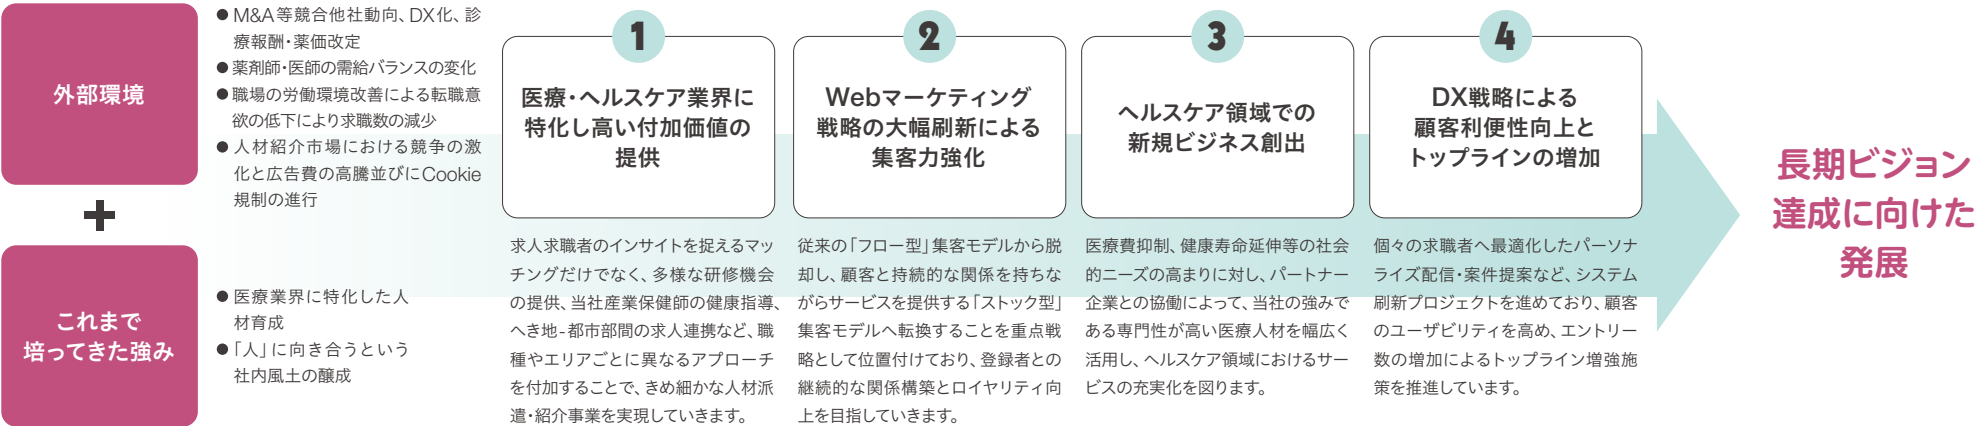 外部環境
● M&A等競合他社動向、DX化、診
療報酬・薬価改定
● 薬剤師・医師の需給バランスの変化
● 職場の労働環境改善による転職意
欲の低下により求職数の減少
● 人材紹介市場における競争の激
化と広告費の高騰並びにCookie
規制の進行
+
これまで
培ってきた強み
● 医療業界に特化した人
材育成
● 「人」に向き合うという
社内風土の醸成
1
医療・ヘルスケア業界に
特化し高い付加価値の
提供
求人求職者のインサイトを捉えるマッ
チングだけでなく、多様な研修機会
の提供、当社産業保健師の健康指導、
へき地-都市部間の求人連携など、職
種やエリアごとに異なるアプローチ
を付加することで、きめ細かな人材派
遣・紹介事業を実現していきます。
2
Webマーケティング
戦略の大幅刷新による
集客力強化
従来の「フロー型」集客モデルから脱
却し、顧客と持続的な関係を持ちな
がらサービスを提供する「ストック型」
集客モデルへ転換することを重点戦
略として位置付けており、登録者との
継続的な関係構築とロイヤリティ向
上を目指していきます。
3
ヘルスケア領域での
新規ビジネス創出
医療費抑制、健康寿命延伸等の社会
的ニーズの高まりに対し、パートナー
企業との協働によって、当社の強みで
ある専門性が高い医療人材を幅広く
活用し、ヘルスケア領域におけるサー
ビスの充実化を図ります。
4
DX戦略による
顧客利便性向上と
トップラインの増加
個々の求職者へ最適化したパーソナ
ライズ配信・案件提案など、システム
刷新プロジェクトを進めており、顧客
のユーザビリティを高め、エントリー
数の増加によるトップライン増強施
策を推進しています。
長期ビジョン
達成に向けた
発展